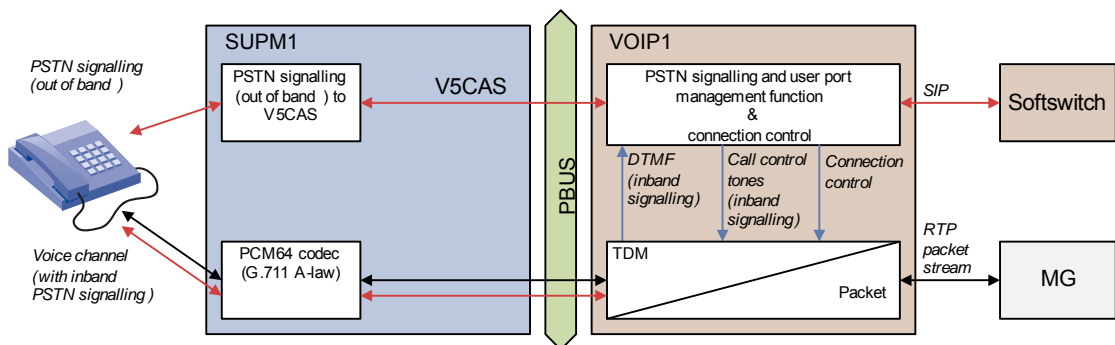 PSTN signalling
(out of band )
SUPM1
PSTN signalling
(out of band ) to
V5CAS
V5CAS
PBUS
VOIP1
PSTN signalling and user port
management function
&
connection control
SIP
Softswitch
DTMF
(inband
signalling)
Call control
tones
(inband
signalling)
Connection
control
Voice channel
(with inband
PSTN signalling )
PCM64 codec
(G.711 A-law)
TDM
Packet
RTP
packet
stream
MG